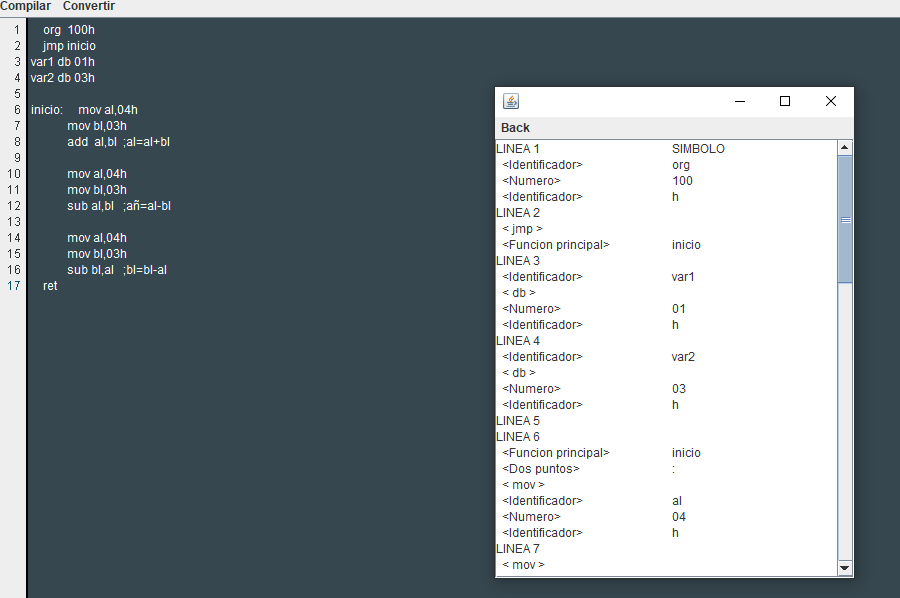 Compilar Convertir
1 org 100h
2 jmp inicio
3 var1 db 01h
4 var2 db 03h
5
6 inicio: mov al,04h
7 mov bl,03h
8 add al,bl ;al=al+bl
9
10 mov al,04h
11 mov bl,03h
12 sub al,bl ;añ=al-bl
13
14 mov al,04h
15 mov bl,03h
16 sub bl,al ;bl=bl-al
17 ret
Back
LINEA 1 SIMBOLO
<Identificador> org
<Numero> 100
<Identificador> h
LINEA 2
< jmp >
<Funcion principal> inicio
LINEA 3
<Identificador> var1
< db >
<Numero> 01
<Identificador> h
LINEA 4
<Identificador> var2
< db >
<Numero> 03
<Identificador> h
LINEA 5
LINEA 6
<Funcion principal> inicio
<Dos puntos> :
< mov >
<Identificador> al
<Numero> 04
<Identificador> h
LINEA 7
< mov >